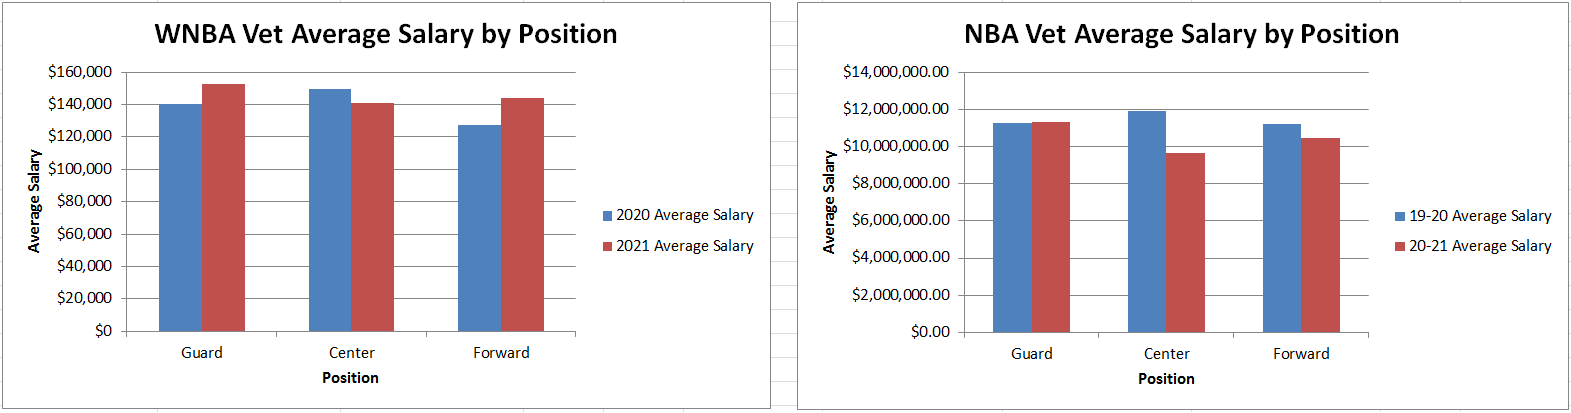 WNBA Vet Average Salary by Position
$160,000
$140,000
$120,000
$100,000
$80,000
$60,000
$40,000
$20,000
$0
Average Salary
Guard
Center
Forward
Position
2020 Average Salary
2021 Average Salary
NBA Vet Average Salary by Position
$14,000,000.00
$12,000,000.00
$10,000,000.00
$8,000,000.00
$6,000,000.00
$4,000,000.00
$2,000,000.00
$0.00
Average Salary
Guard
Center
Forward
Position
19-20 Average Salary
20-21 Average Salary